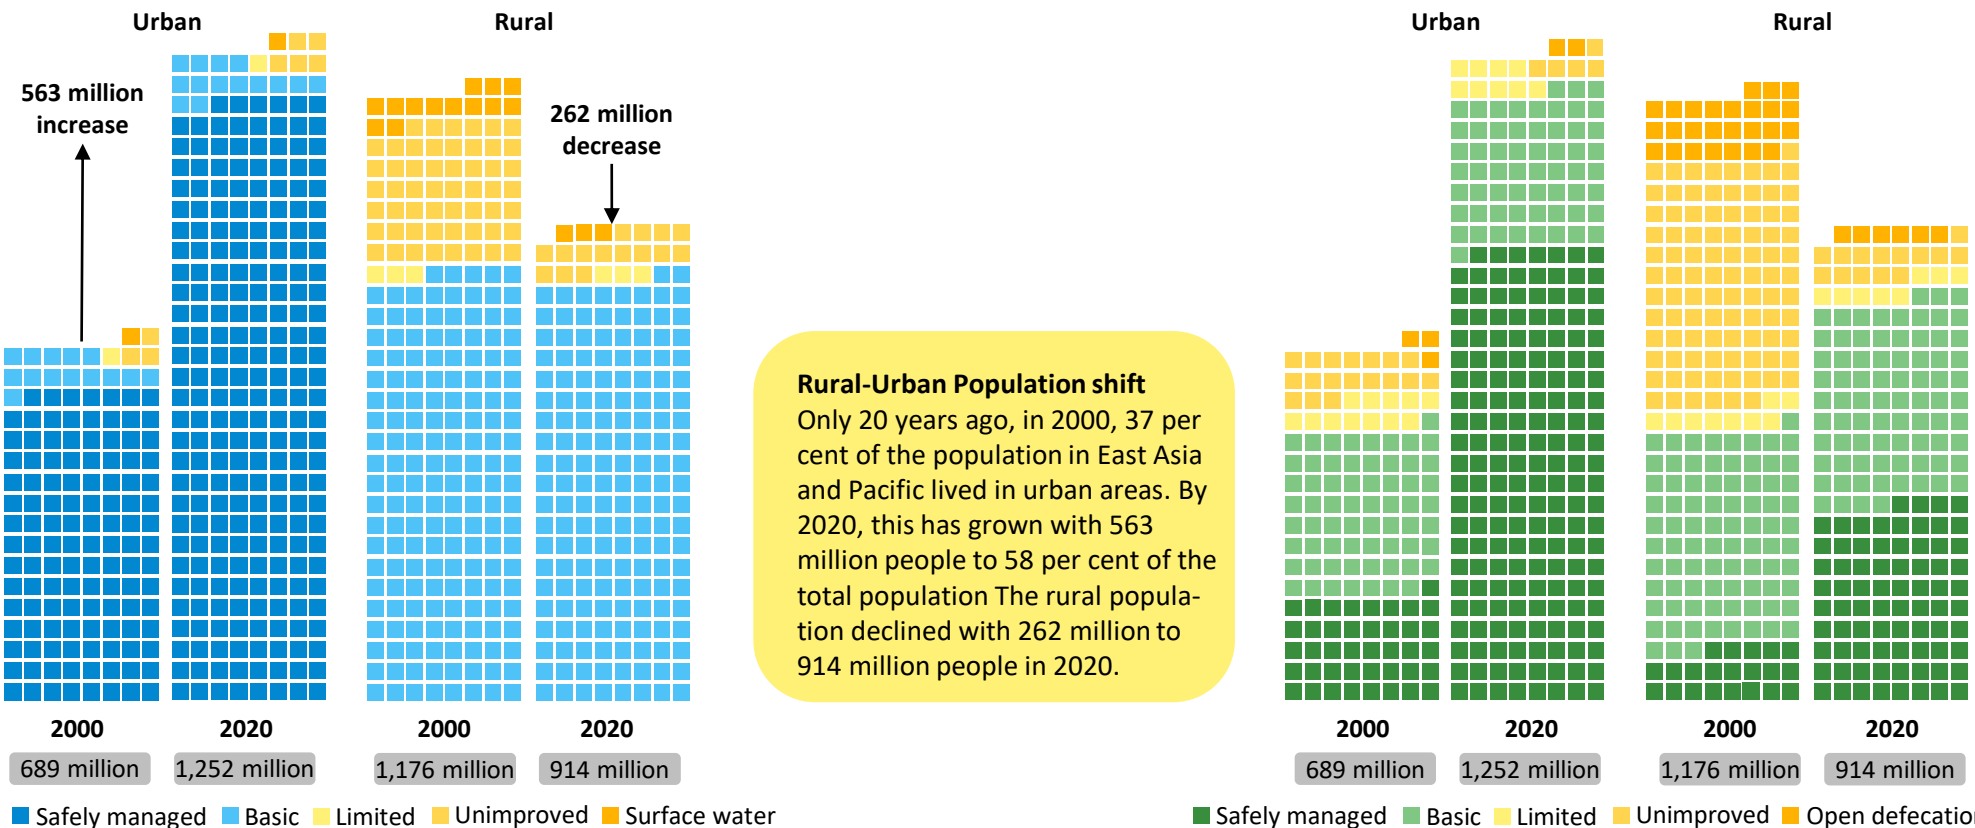 Urban
Rural
563 million
increase
262 million
decrease
2000
2020
2000
2020
689 million
1,252 million
1,176 million
914 million
Safely managed
Basic
Limited
Unimproved
Surface water
Rural-Urban Population shift
Only 20 years ago, in 2000, 37 per
cent of the population in East Asia
and Pacific lived in urban areas. By
2020, this has grown with 563
million people to 58 per cent of the
total population The rural popula-
tion declined with 262 million to
914 million people in 2020.
Urban
Rural
2000
2020
2000
2020
689 million
1,252 million
1,176 million
914 million
Safely managed
Basic
Limited
Unimproved
Open defecatio